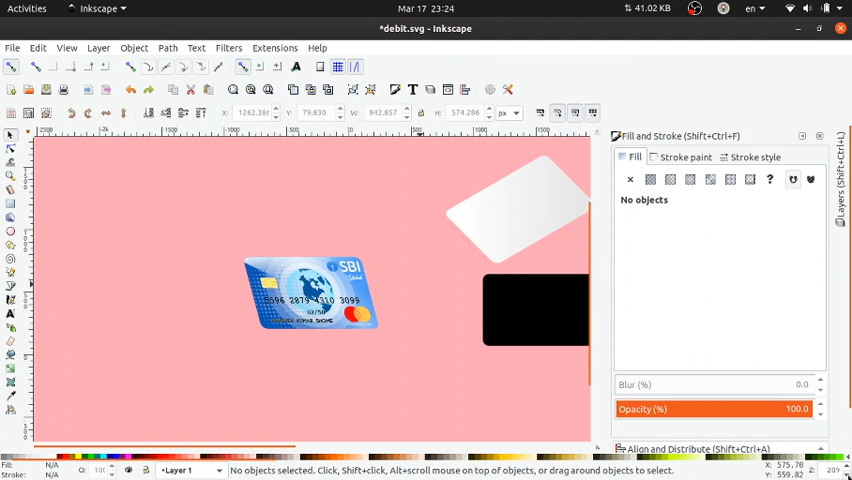 Activities
Inkscape
Mar 17 23:24
41.02 KB
en
*debit.svg - Inkscape
File Edit View Layer Object Path Text Filters Extensions Help
X: 1262.386 Y: 79.830 W: 942.857 H: 574.286 px
Fill and Stroke (Shift+Ctrl+F)
Fill Stroke paint Stroke style
No objects
SBI
5596 2879 4310 3099
Blur (%) 0.0
Opacity (%) 100.0
Align and Distribute (Shift+Ctrl+A)
Layers (Shift+Ctrl+L)
Fill: N/A
Stroke: N/A
O: 100
•Layer 1
No objects selected. Click, Shift+click, Alt+scroll mouse on top of objects, or drag around objects to select.
X: 575.70
Y: 559.82
Z: 209